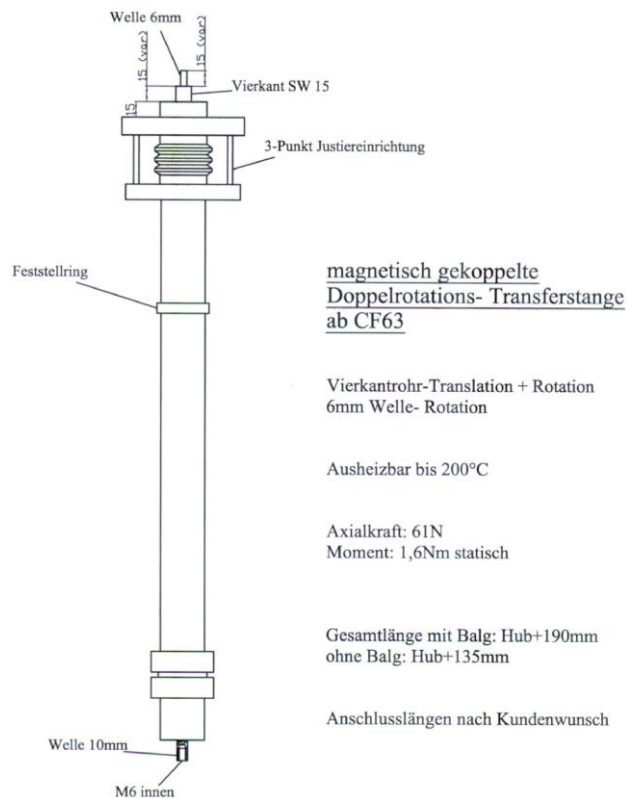 Welle 6mm
15 (var)
15 (var)
Vierkant SW 15
15
3-Punkt Justiereinrichtung
Feststellring
magnetisch gekoppelte
Doppelrotations- Transferstange
ab CF63
Vierkantrohr-Translation + Rotation
6mm Welle- Rotation
Ausheizbar bis 200°C
Axialkraft: 61N
Moment: 1,6Nm statisch
Gesamtlänge mit Balg: Hub+190mm
ohne Balg: Hub+135mm
Anschlusslängen nach Kundenwunsch
Welle 10mm
M6 innen